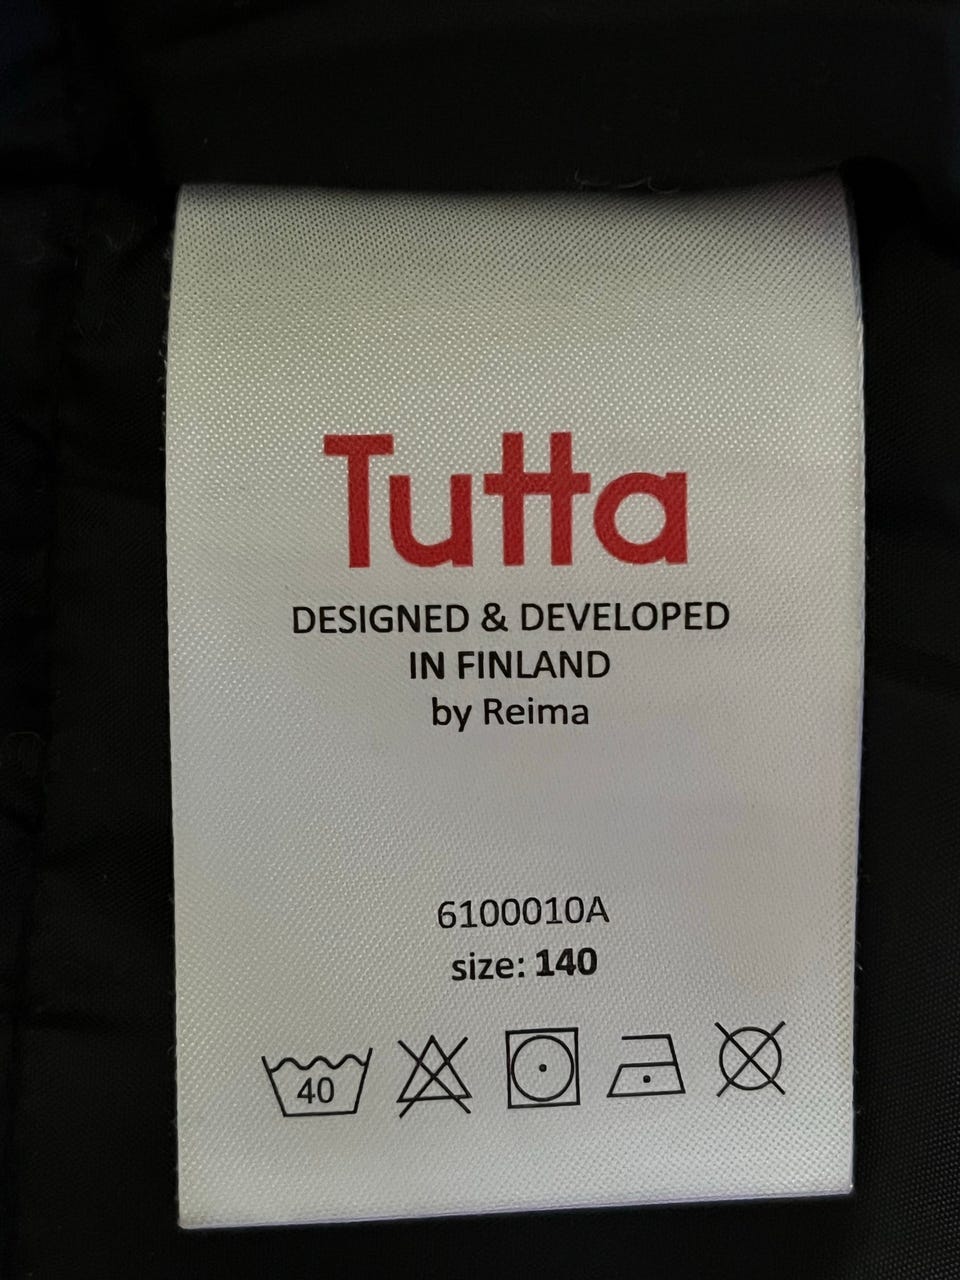 Tutta
DESIGNED & DEVELOPED
IN FINLAND
by Reima
6100010A
size: 140
40